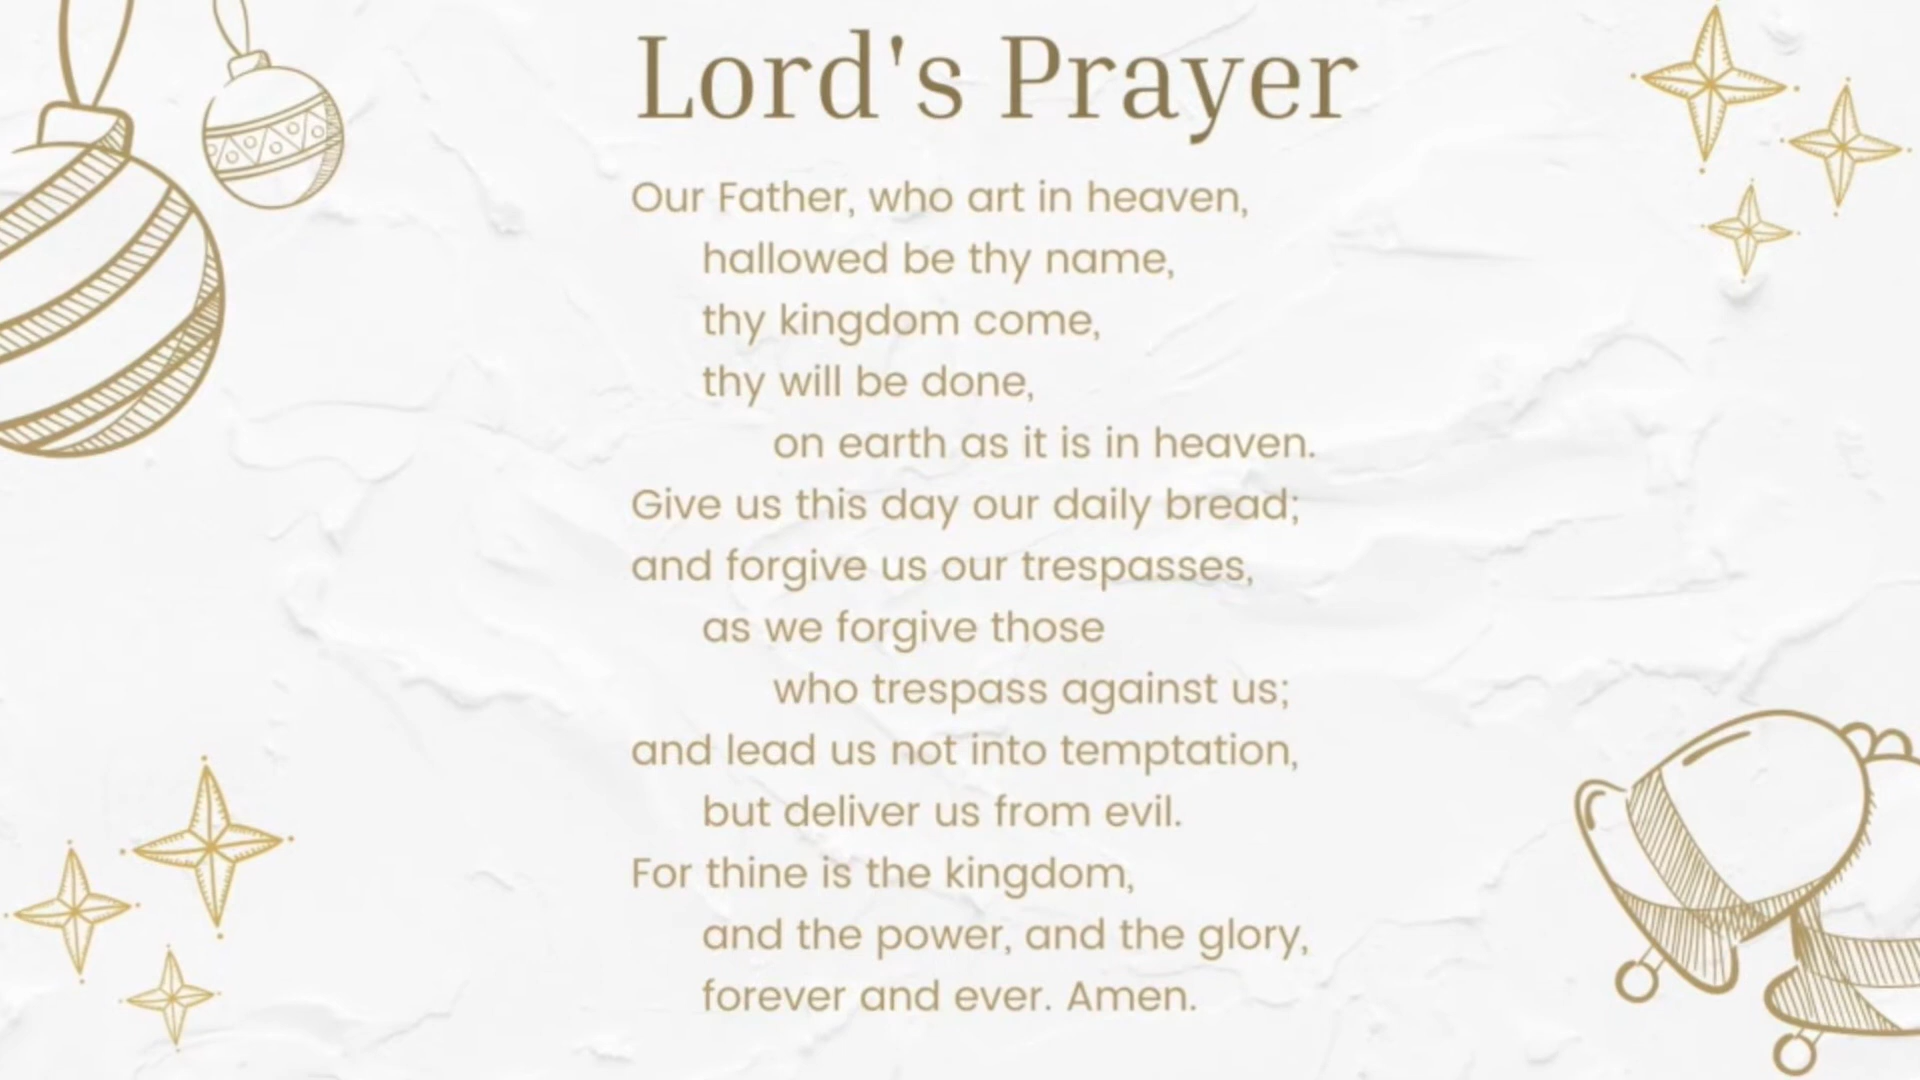 Lord's Prayer
Our Father, who art in heaven,
hallowed be thy name,
thy kingdom come,
thy will be done,
on earth as it is in heaven.
Give us this day our daily bread;
and forgive us our trespasses,
as we forgive those
who trespass against us;
and lead us not into temptation,
but deliver us from evil.
For thine is the kingdom,
and the power, and the glory,
forever and ever. Amen.